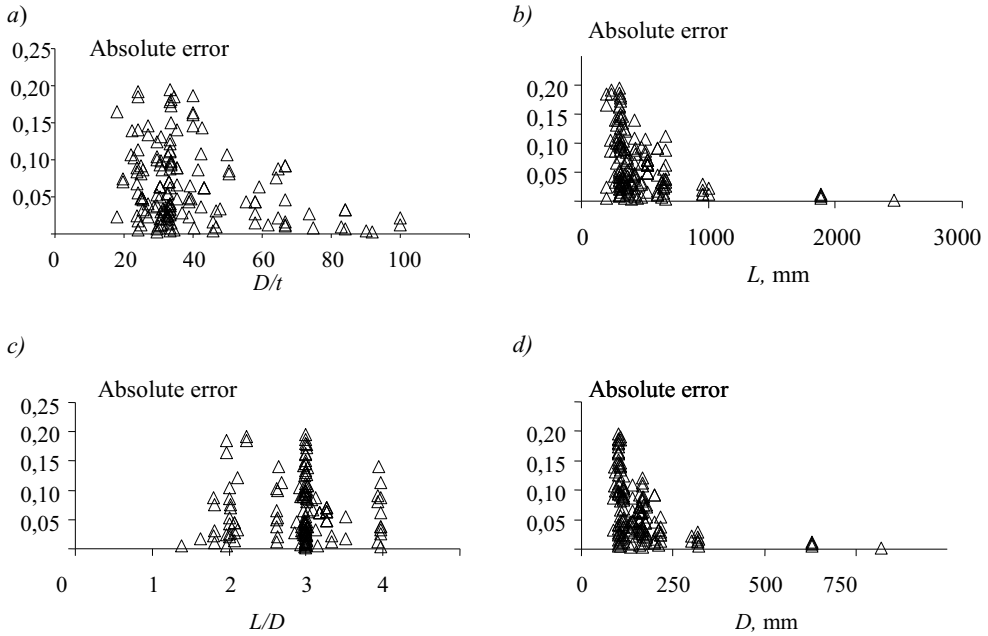 a)
Absolute error
0,25
0,20
0,15
0,10
0,05
0 20 40 60 80 100
D/t
b)
Absolute error
0,20
0,15
0,10
0,05
0 1000 2000 3000
L, mm
c)
Absolute error
0,25
0,20
0,15
0,10
0,05
0 1 2 3 4
L/D
d)
Absolute error
0,25
0,20
0,15
0,10
0,05
0 250 500 750
D, mm